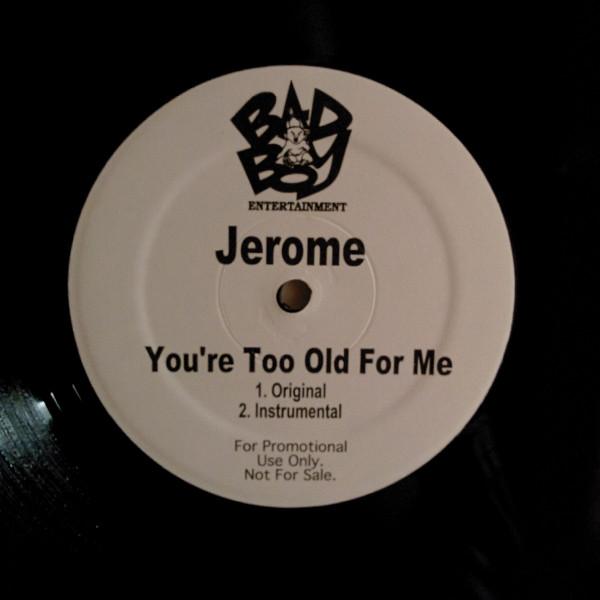 BAD
BOY
ENTERTAINMENT
Jerome
You're Too Old For Me
1. Original
2. Instrumental
For Promotional
Use Only.
Not For Sale.